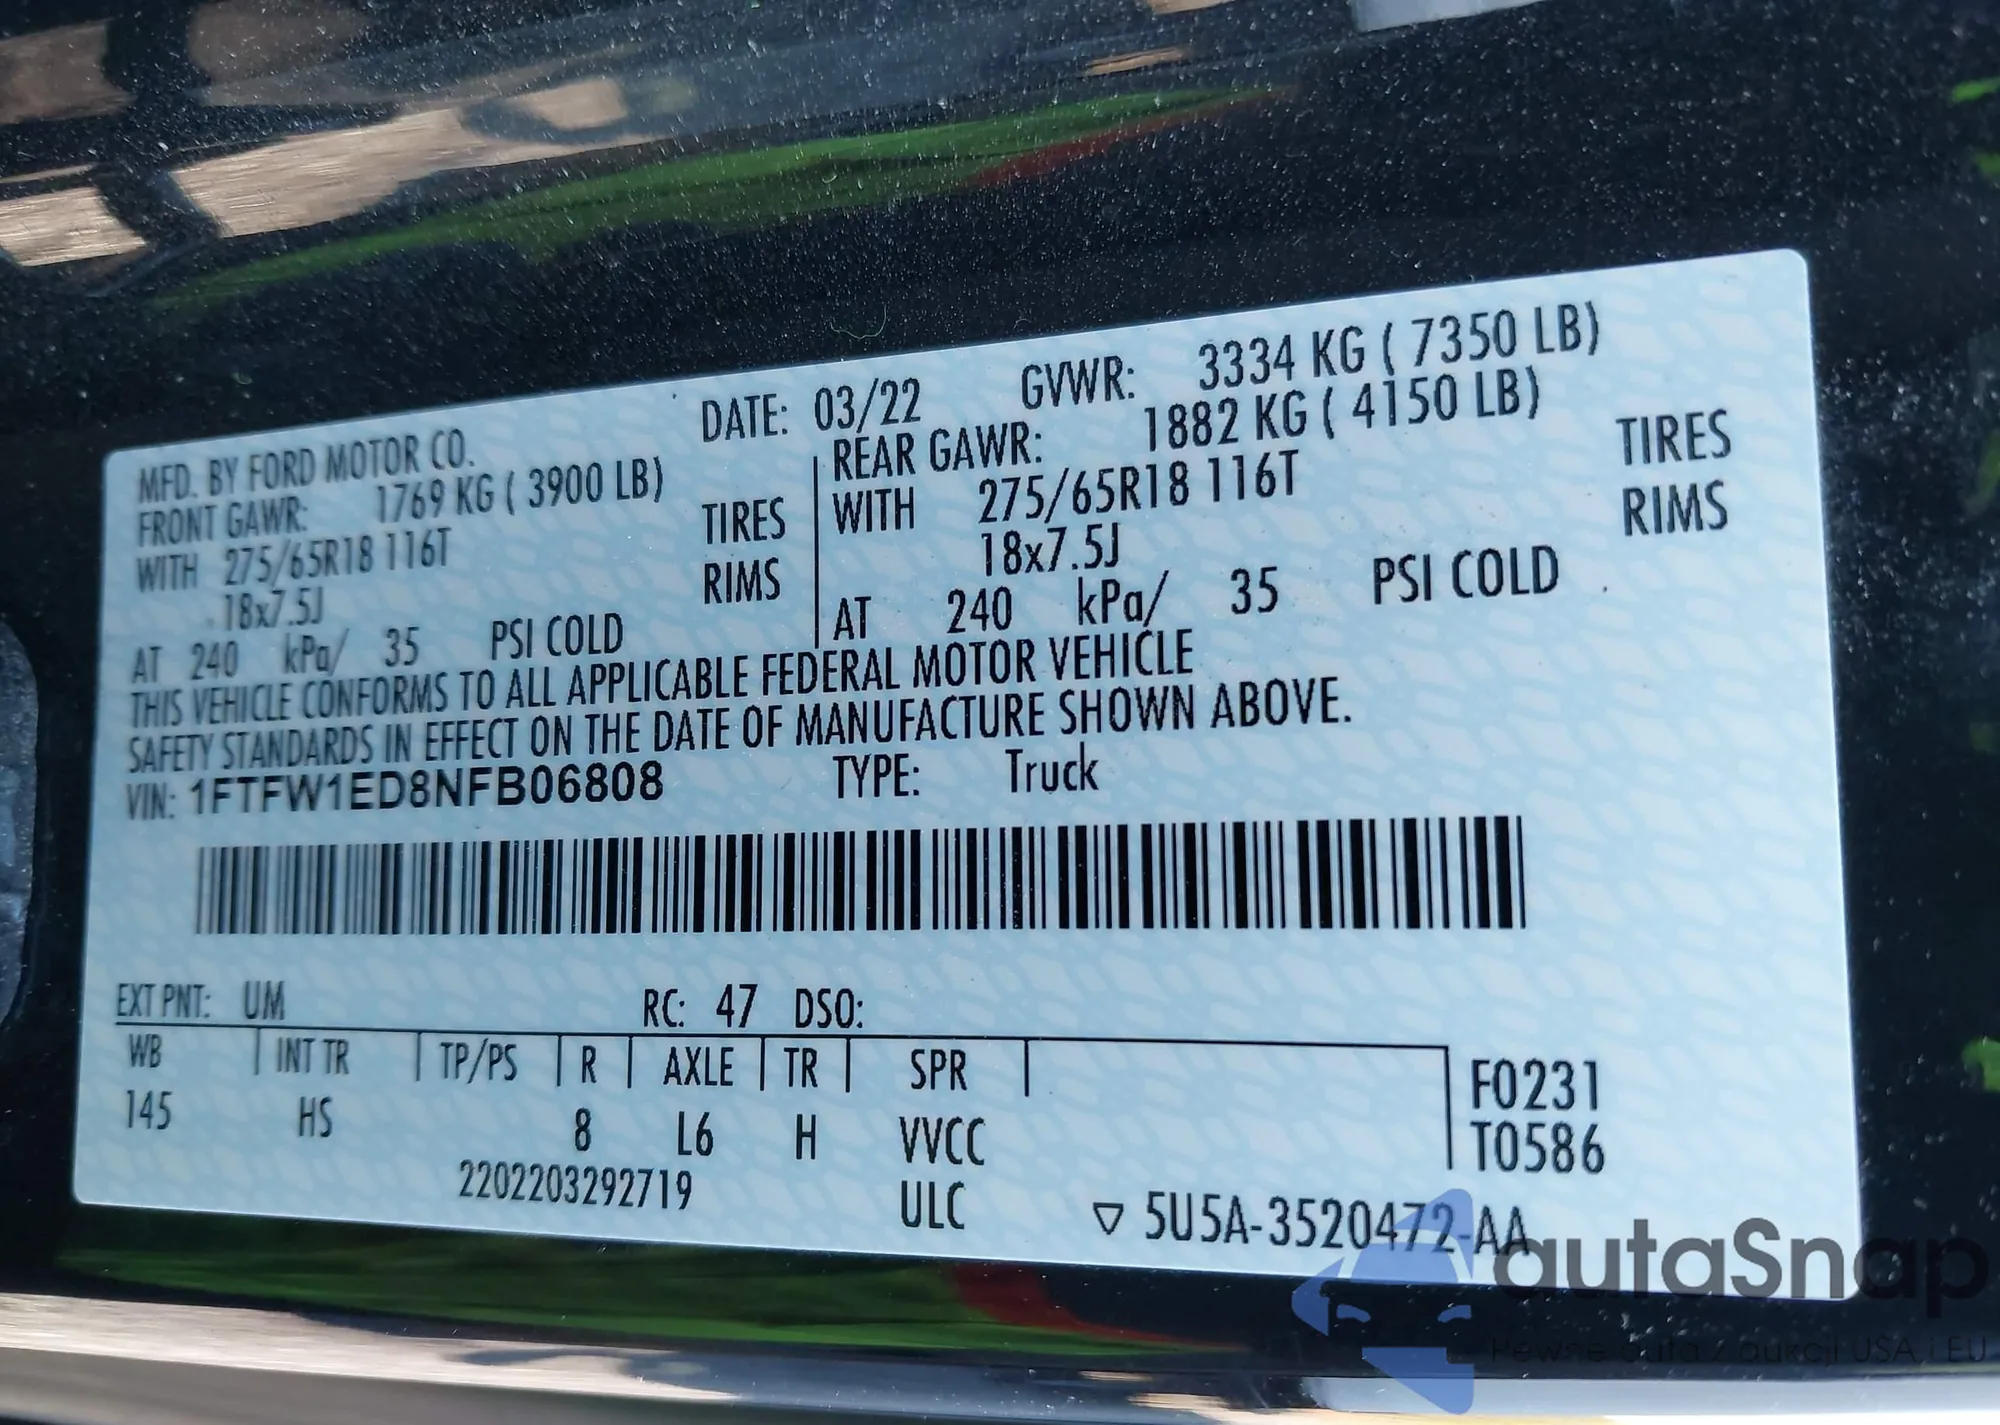 MFD. BY FORD MOTOR CO. DATE: 03/22 GVWR: 3334 KG ( 7350 LB)
FRONT GAWR: 1769 KG ( 3900 LB) REAR GAWR: 1882 KG ( 4150 LB)
WITH 275/65R18 116T TIRES WITH 275/65R18 116T TIRES
18x7.5J RIMS 18x7.5J RIMS
AT 240 kPa/ 35 PSI COLD AT 240 kPa/ 35 PSI COLD
THIS VEHICLE CONFORMS TO ALL APPLICABLE FEDERAL MOTOR VEHICLE
SAFETY STANDARDS IN EFFECT ON THE DATE OF MANUFACTURE SHOWN ABOVE.
VIN: 1FTFW1ED8NFB06808 TYPE: Truck
EXT PNT: UM RC: 47 DSO:
WB INT TR TP/PS R AXLE TR SPR F0231
145 HS 8 L6 H VVCC T0586
2202203292719 ULC ▽ 5U5A-3520472-AA
autaSnap
Pewne auta z aukcji USA i EU